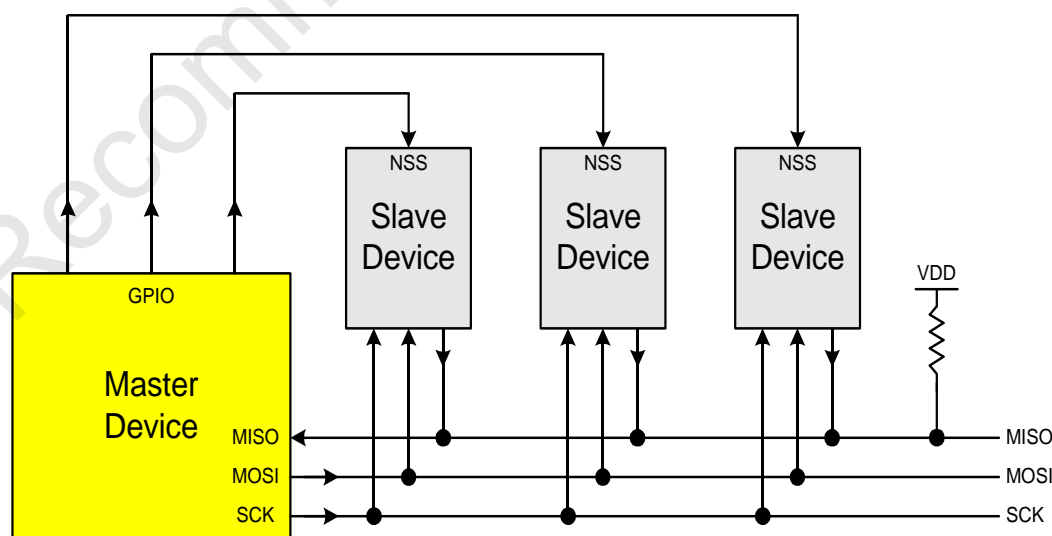 NSS
Slave
Device
NSS
Slave
Device
NSS
Slave
Device
VDD
GPIO
Master
Device
MISO
MOSI
SCK
MISO
MOSI
SCK